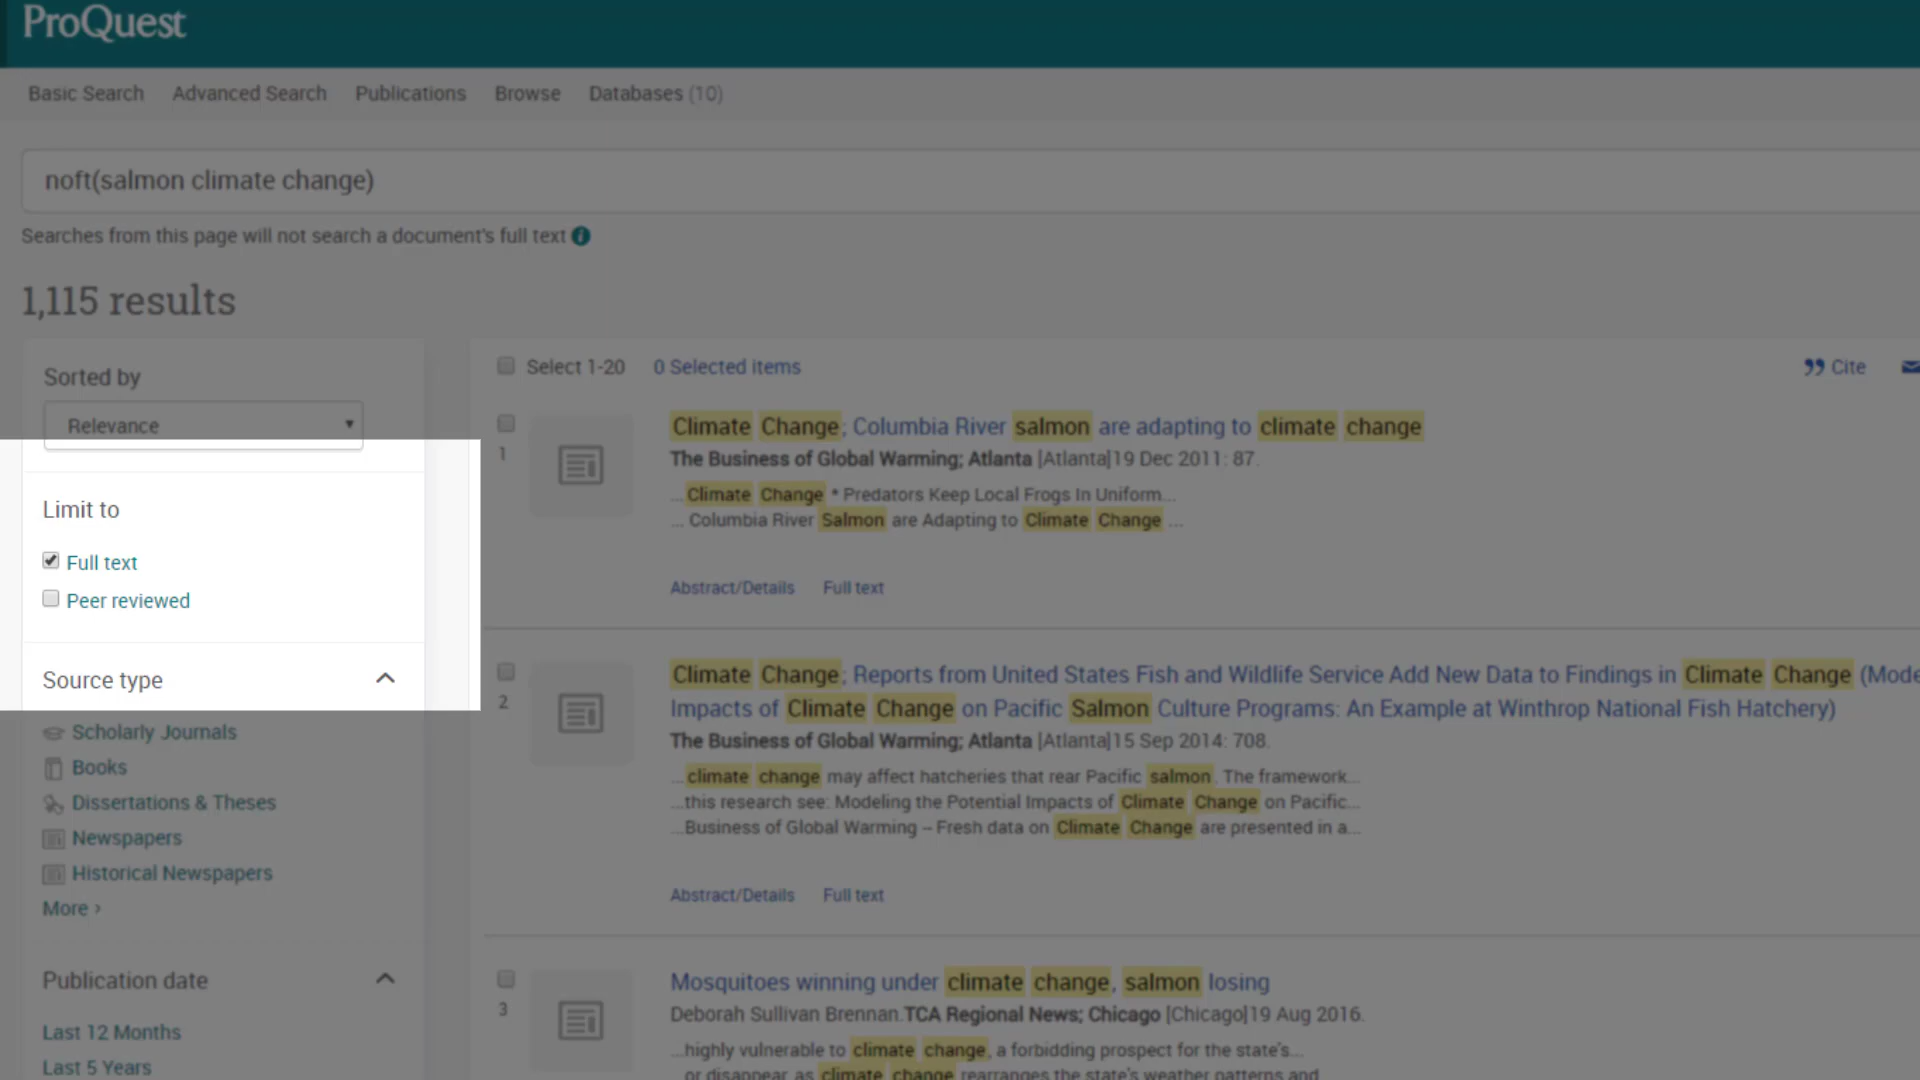 ProQuest
Basic Search Advanced Search Publications Browse Databases (10)
noft(salmon climate change)
Searches from this page will not search a document's full text
1,115 results
Sorted by
Relevance
Limit to
Full text
Peer reviewed
Source type
Scholarly Journals
Books
Dissertations & Theses
Newspapers
Historical Newspapers
More ›
Publication date
Last 12 Months
Last 5 Years
Select 1-20 0 Selected items
Cite
1
Climate Change; Columbia River salmon are adapting to climate change
The Business of Global Warming; Atlanta [Atlanta]19 Dec 2011: 87.
...Climate Change * Predators Keep Local Frogs In Uniform...
... Columbia River Salmon are Adapting to Climate Change ...
Abstract/Details Full text
2
Climate Change; Reports from United States Fish and Wildlife Service Add New Data to Findings in Climate Change (Mode
Impacts of Climate Change on Pacific Salmon Culture Programs: An Example at Winthrop National Fish Hatchery)
The Business of Global Warming; Atlanta [Atlanta]15 Sep 2014: 708.
...climate change may affect hatcheries that rear Pacific salmon. The framework...
...this research see: Modeling the Potential Impacts of Climate Change on Pacific...
...Business of Global Warming -- Fresh data on Climate Change are presented in a...
Abstract/Details Full text
3
Mosquitoes winning under climate change, salmon losing
Deborah Sullivan Brennan.TCA Regional News; Chicago [Chicago]19 Aug 2016.
...highly vulnerable to climate change, a forbidding prospect for the state's...
or disappear, as climate change rearranges the state's weather patterns and